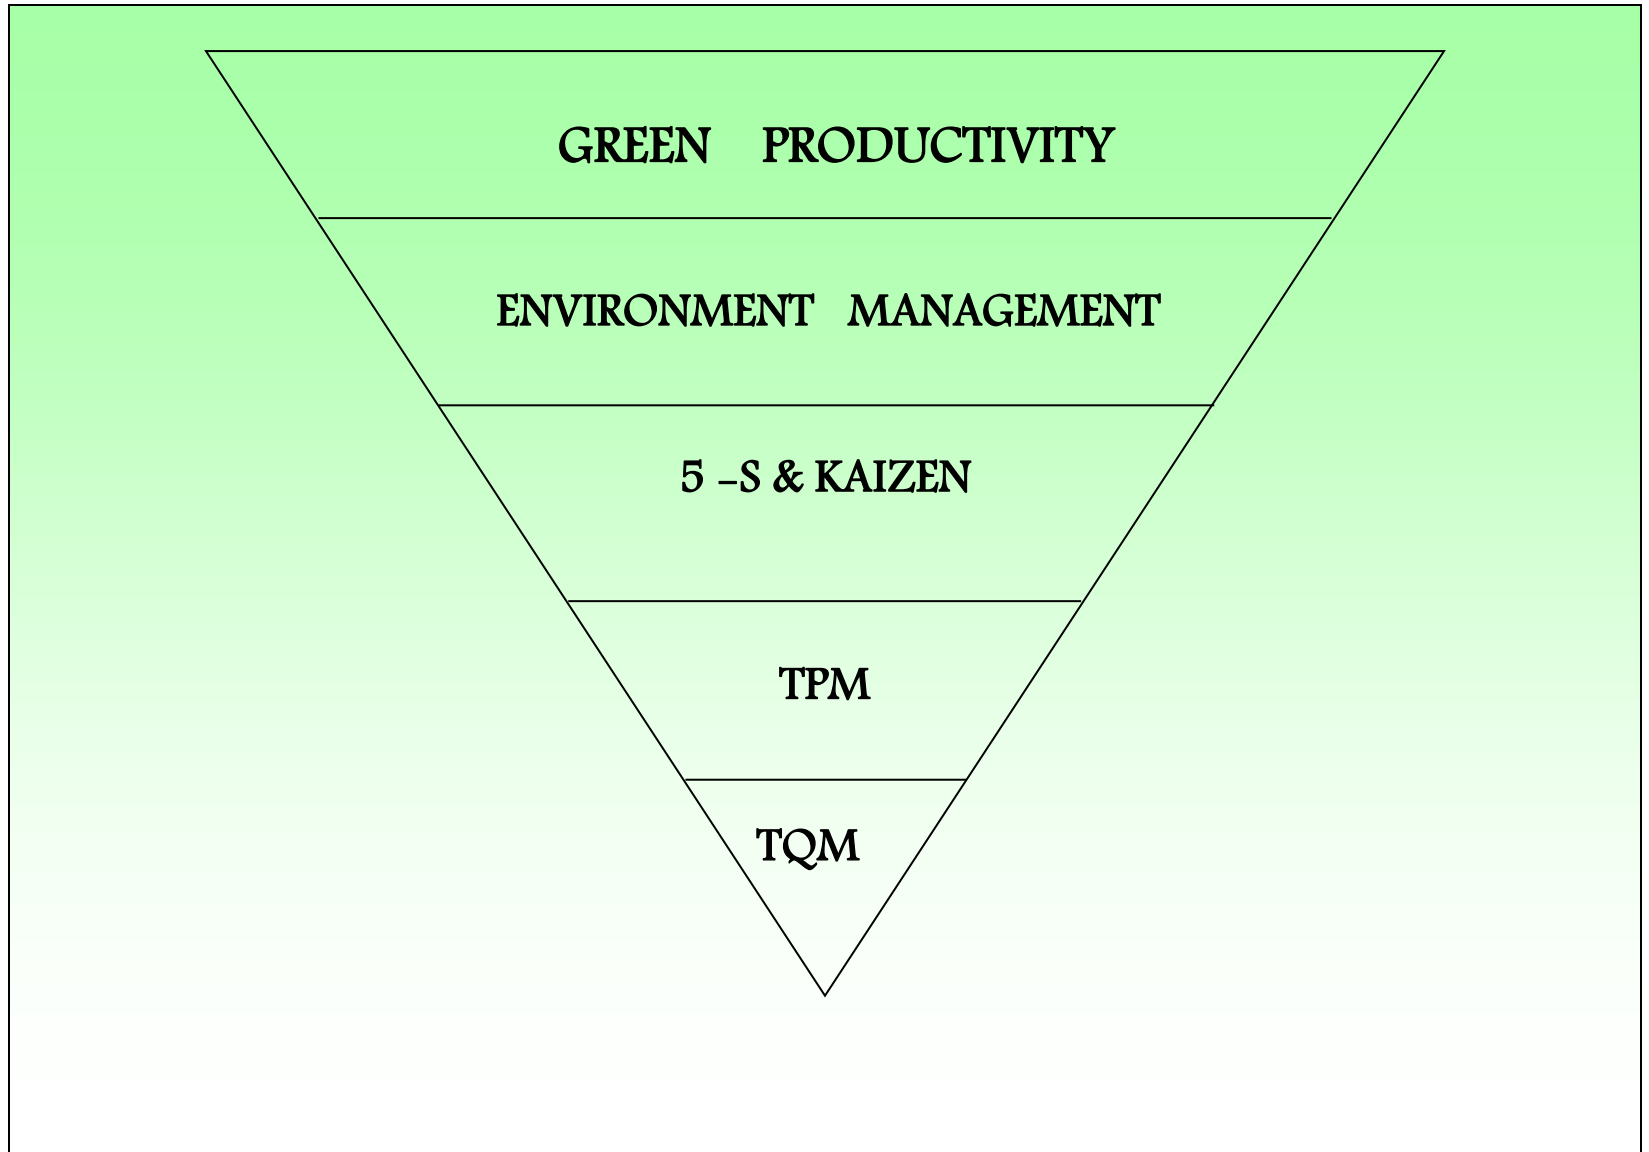 GREEN PRODUCTIVITY
ENVIRONMENT MANAGEMENT
5 –S & KAIZEN
TPM
TQM